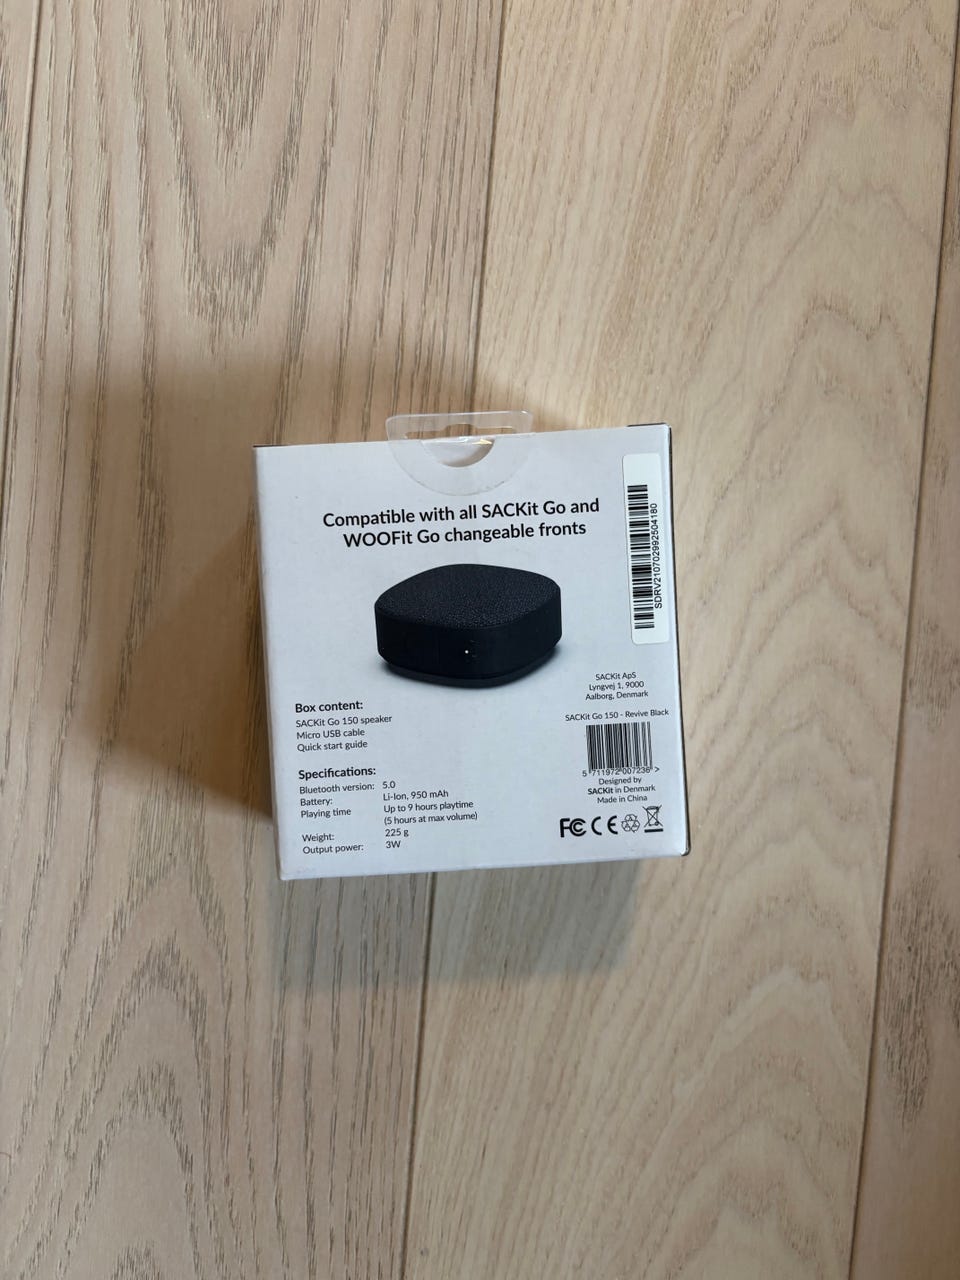 Compatible with all SACKit Go and
WOOFit Go changeable fronts
SDRV210702992504180
Box content:
SACKit Go 150 speaker
Micro USB cable
Quick start guide
Specifications:
Bluetooth version: 5.0
Battery: Li-Ion, 950 mAh
Playing time Up to 9 hours playtime
(5 hours at max volume)
Weight: 225 g
Output power: 3W
SACKit ApS
Lyngvej 1, 9000
Aalborg, Denmark
SACKit Go 150 - Revive Black
5 711972 007236 >
Designed by
SACKit in Denmark
Made in China
FC CE